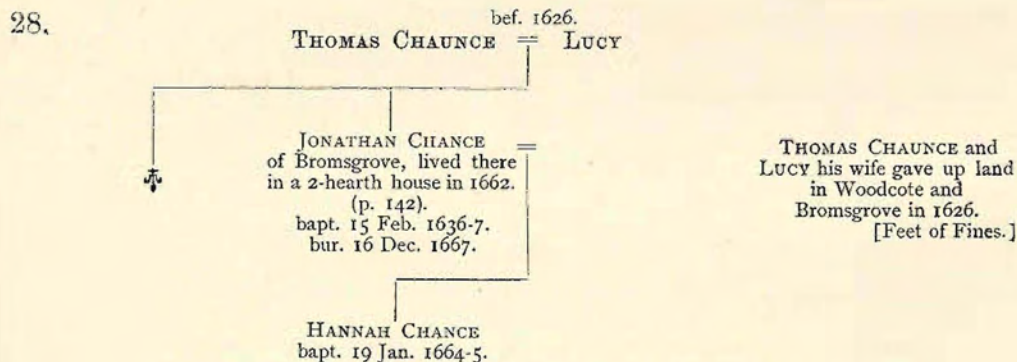 28.
bef. 1626.
THOMAS CHAUNCE = LUCY
JONATHAN CHANCE =
of Bromsgrove, lived there
in a 2-hearth house in 1662.
(p. 142).
bapt. 15 Feb. 1636-7.
bur. 16 Dec. 1667.
THOMAS CHAUNCE and
LUCY his wife gave up land
in Woodcote and
Bromsgrove in 1626.
[Feet of Fines.]
HANNAH CHANCE
bapt. 19 Jan. 1664-5.